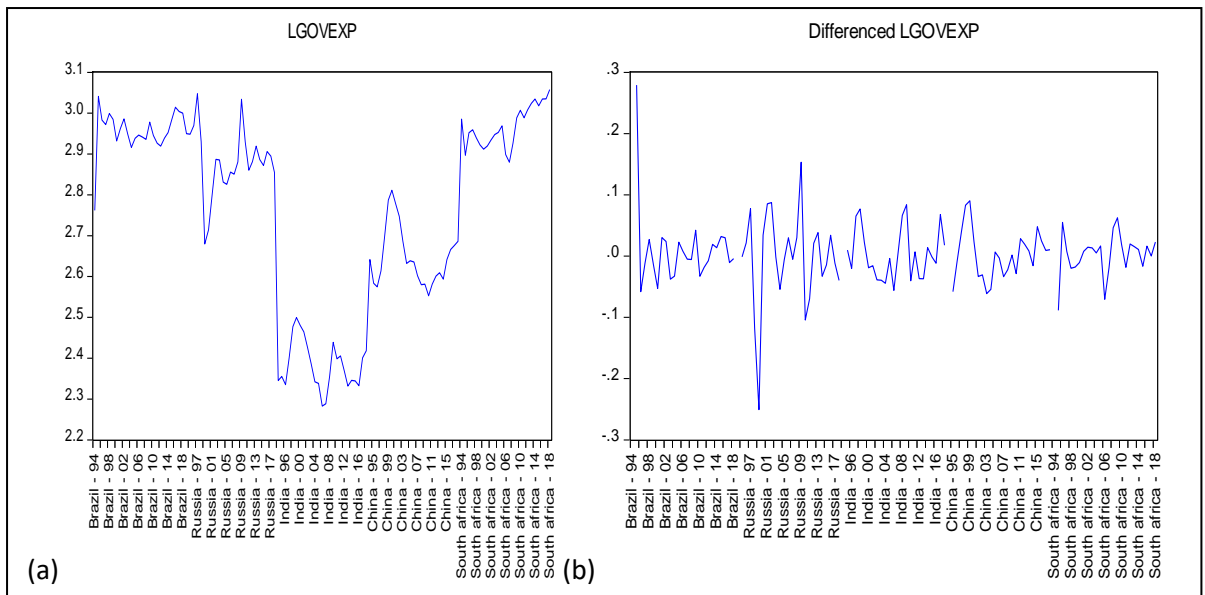 LGOVEXP
3.1
3.0
2.9
2.8
2.7
2.6
2.5
2.4
2.3
2.2
Brazil - 94
Brazil - 98
Brazil - 02
Brazil - 06
Brazil - 10
Brazil - 14
Brazil - 18
Russia - 97
Russia - 01
Russia - 05
Russia - 09
Russia - 13
Russia - 17
India - 96
India - 00
India - 04
India - 08
India - 12
India - 16
China - 95
China - 99
China - 03
China - 07
China - 11
China - 15
South africa - 94
South africa - 98
South africa - 02
South africa - 06
South africa - 10
South africa - 14
South africa - 18
(a)
Differenced LGOVEXP
.3
.2
.1
.0
-.1
-.2
-.3
Brazil - 94
Brazil - 98
Brazil - 02
Brazil - 06
Brazil - 10
Brazil - 14
Brazil - 18
Russia - 97
Russia - 01
Russia - 05
Russia - 09
Russia - 13
Russia - 17
India - 96
India - 00
India - 04
India - 08
India - 12
India - 16
China - 95
China - 99
China - 03
China - 07
China - 11
China - 15
South africa - 94
South africa - 98
South africa - 02
South africa - 06
South africa - 10
South africa - 14
South africa - 18
(b)